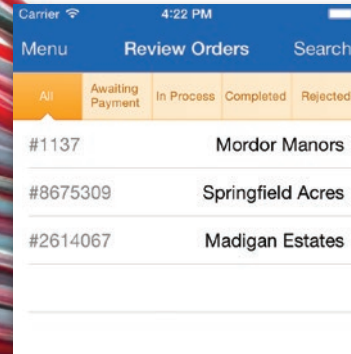 Carrier 4:22 PM
Menu Review Orders Search
All Awaiting Payment In Process Completed Rejected
#1137 Mordor Manors
#8675309 Springfield Acres
#2614067 Madigan Estates